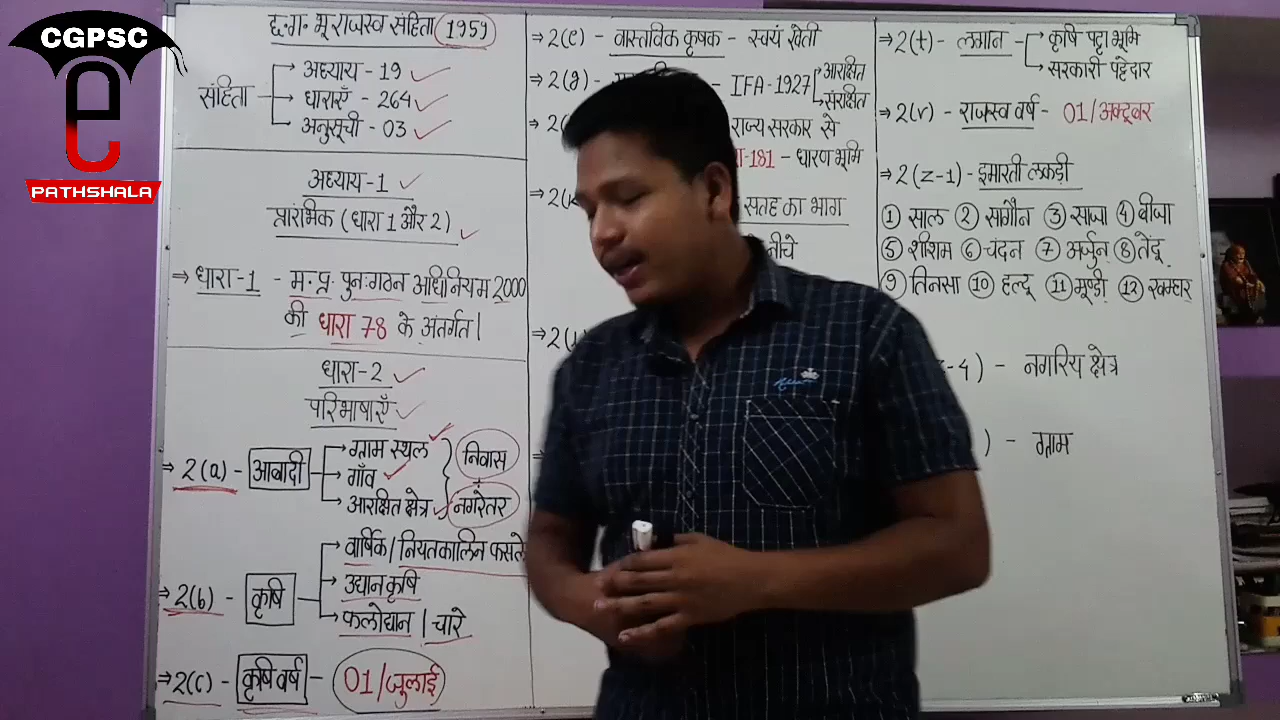 CGPSC
PATHSHALA
छ.ग. भू राजस्व संहिता (1959)
संहिता
अध्याय - 19
धाराएँ - 264
अनुसूची - 03
अध्याय-1
प्रारंभिक (धारा 1 और 2)
⇒ धारा-1 - म.प्र. पुनःगठन अधिनियम 2000
की धारा 78 के अंतर्गत|
धारा-2
परिभाषाएँ
⇒ 2(a) - आबादी
ग्राम स्थल
गाँव
आरक्षित क्षेत्र
निवास
नगरेतर
⇒ 2(b) - कृषि
वार्षिक / नियतकालिन फसले
उद्यान कृषि
फलोद्यान / चारे
⇒ 2(c) - कृषि वर्ष - 01/जुलाई
⇒ 2(e) - वास्तविक कृषक - स्वयं खेती
⇒ 2(g) - IFA - 1927
आरक्षित
संरक्षित
राज्य सरकार से
181 - धारण भूमि
सतह का भाग
नीचे
⇒ 2(t) - लगान
कृषि पट्टा भूमि
सरकारी पट्टेदार
⇒ 2(r) - राजस्व वर्ष - 01/अक्टूबर
⇒ 2(z-1) - इमारती लकड़ी
① साल ② सागौन ③ साजा ④ बीजा
⑤ शीशम ⑥ चंदन ⑦ अर्जुन ⑧ तेंदू
⑨ तिनसा ⑩ हल्दू ⑪ मूण्डी ⑫ खम्हार
-4) - नगरिय क्षेत्र
) - ग्राम